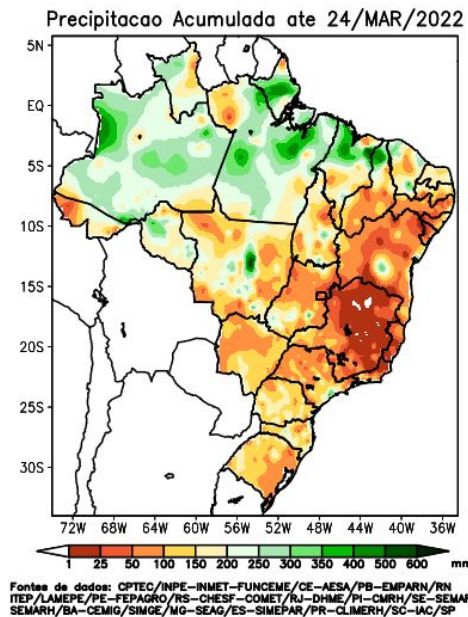 Precipitacao Acumulada ate 24/MAR/2022
5N
EQ
5S
10S
15S
20S
25S
30S
72W 68W 64W 60W 56W 52W 48W 44W 40W 36W
1 25 50 100 150 200 250 300 350 400 500 600 mm
Fontes de dados: CPTEC/INPE-INMET-FUNCEME/CE-AESA/PB-EMPARN/RN
ITEP/LAMEPE/PE-FEPAGRO/RS-CHESF-COMET/RJ-DHME/PI-CMRH/SE-SEMAR
SEMARH/BA-CEMIG/SIMGE/MG-SEAG/ES-SIMEPAR/PR-CLIMERH/SC-IAC/SP